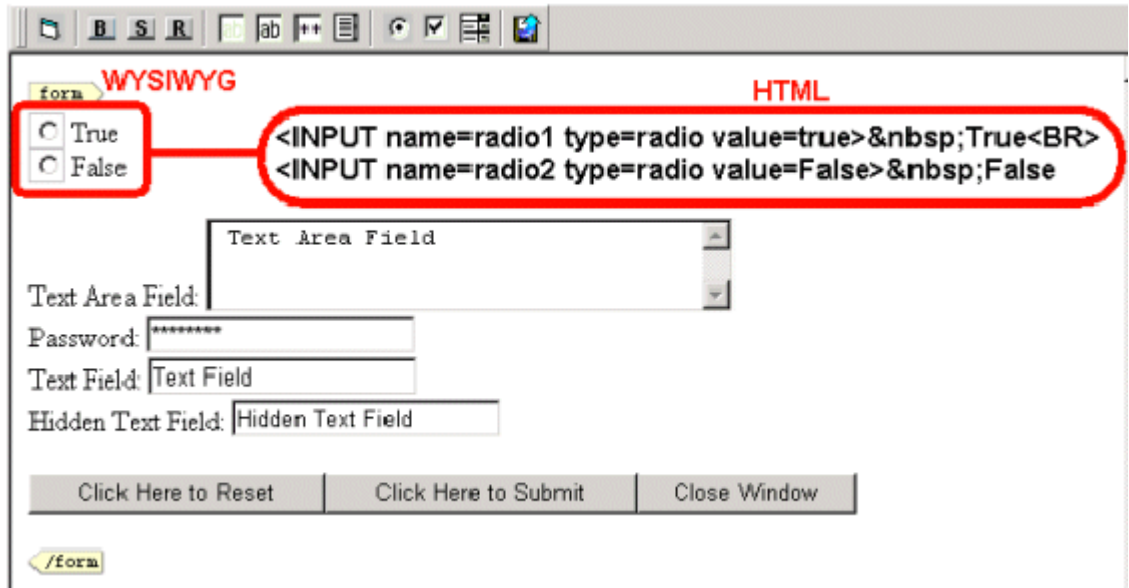 B S R ab ab **
form WYSIWYG
HTML
True
False
<INPUT name=radio1 type=radio value=true>&nbsp;True<BR>
<INPUT name=radio2 type=radio value=False>&nbsp;False
Text Area Field
Text Area Field:
Password: ********
Text Field: Text Field
Hidden Text Field: Hidden Text Field
Click Here to Reset Click Here to Submit Close Window
/form